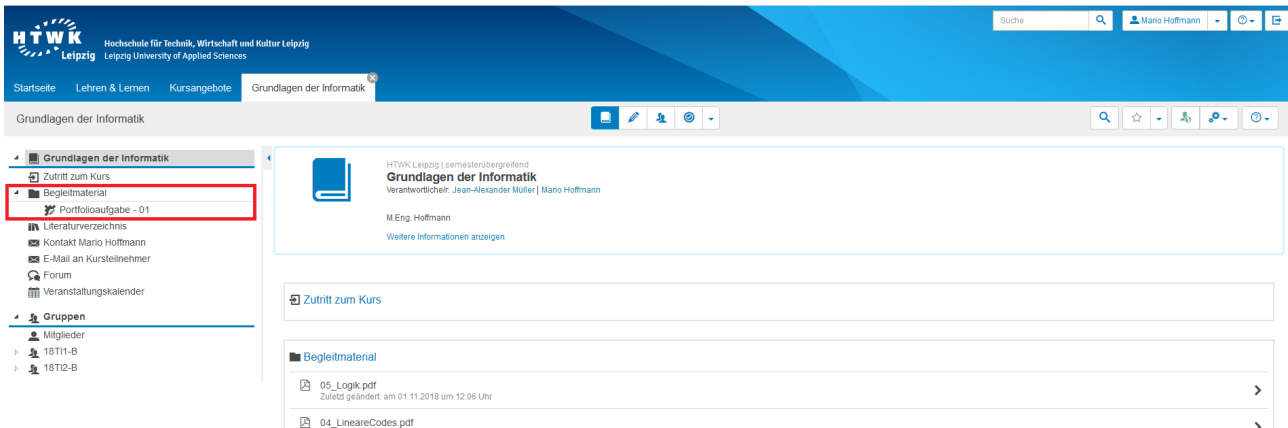 HTWK
Leipzig
Hochschule für Technik, Wirtschaft und Kultur Leipzig
Leipzig University of Applied Sciences
Suche
Mario Hoffmann
Startseite Lehren & Lernen Kursangebote Grundlagen der Informatik
Grundlagen der Informatik
Grundlagen der Informatik
Zutritt zum Kurs
Begleitmaterial
Portfolioaufgabe - 01
Literaturverzeichnis
Kontakt Mario Hoffmann
E-Mail an Kursteilnehmer
Forum
Veranstaltungskalender
Gruppen
Mitglieder
18TI1-B
18TI2-B
HTWK Leipzig | semesterübergreifend
Grundlagen der Informatik
Verantwortliche/r: Jean-Alexander Müller | Mario Hoffmann
M.Eng. Hoffmann
Weitere Informationen anzeigen
Zutritt zum Kurs
Begleitmaterial
05_Logik.pdf
Zuletzt geändert: am 01.11.2018 um 12:06 Uhr
04_LineareCodes.pdf